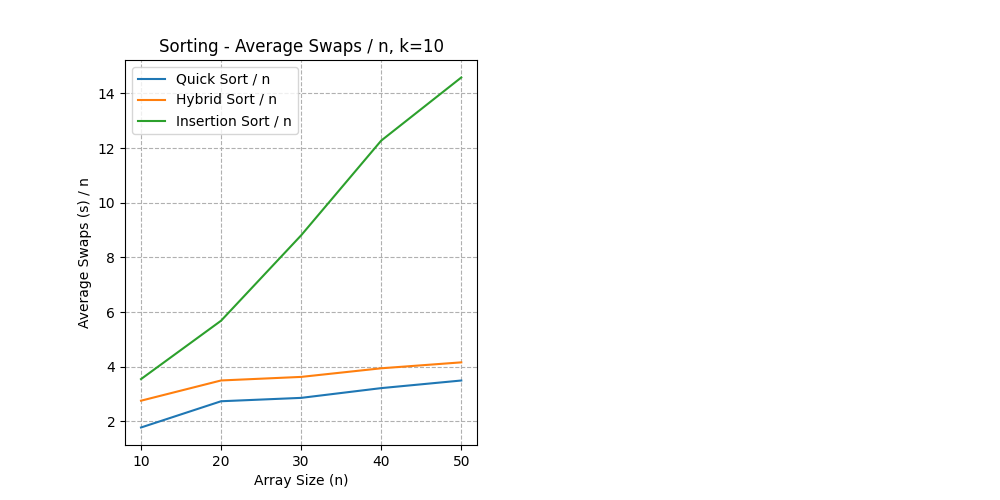 Sorting - Average Swaps / n, k=10
Quick Sort / n
Hybrid Sort / n
Insertion Sort / n
Average Swaps (s) / n
14
12
10
8
6
4
2
10 20 30 40 50
Array Size (n)